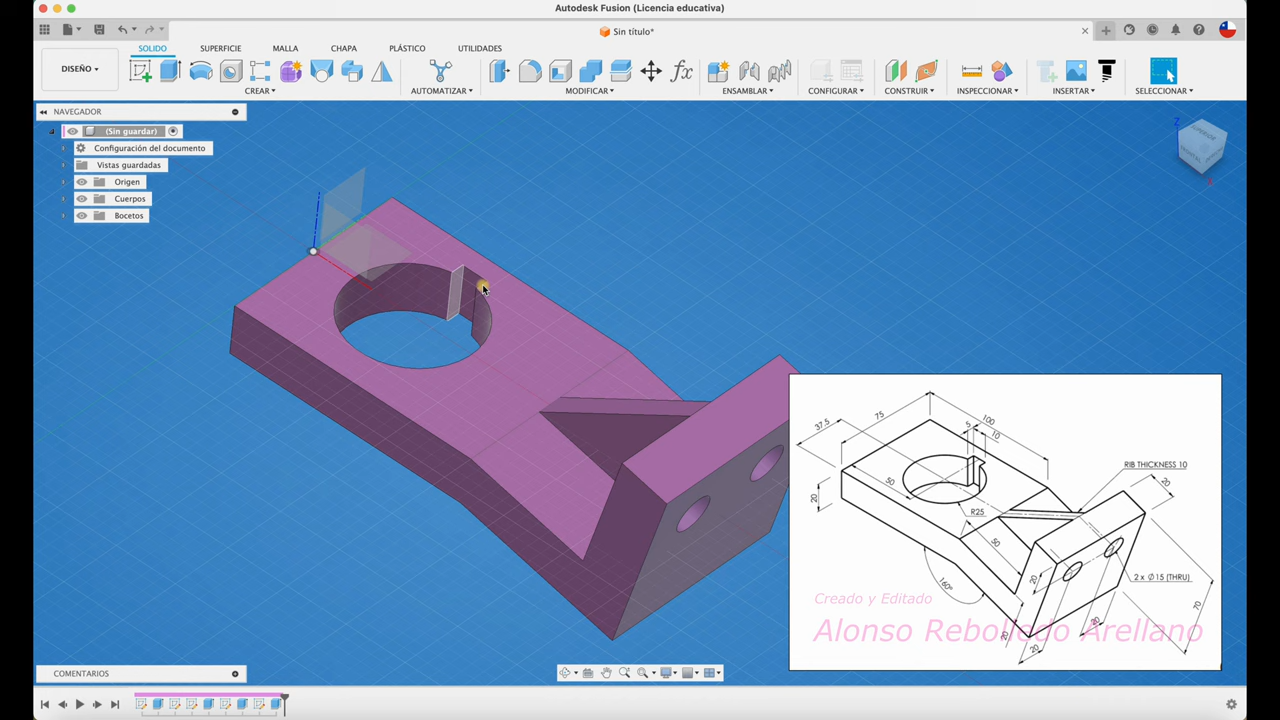 Autodesk Fusion (Licencia educativa)
Sin título*
SOLIDO SUPERFICIE MALLA CHAPA PLÁSTICO UTILIDADES
DISEÑO
CREAR AUTOMATIZAR MODIFICAR ENSAMBLAR CONFIGURAR CONSTRUIR INSPECCIONAR INSERTAR SELECCIONAR
NAVEGADOR
(Sin guardar)
Configuración del documento
Vistas guardadas
Origen
Cuerpos
Bocetos
Z
X
75
100
37.5
5
10
RIB THICKNESS 10
50
20
20
R25
50
160°
20
2 x Ø15 (THRU)
70
20
20
20
Creado y Editado
Alonso Rebolledo Arellano
COMENTARIOS